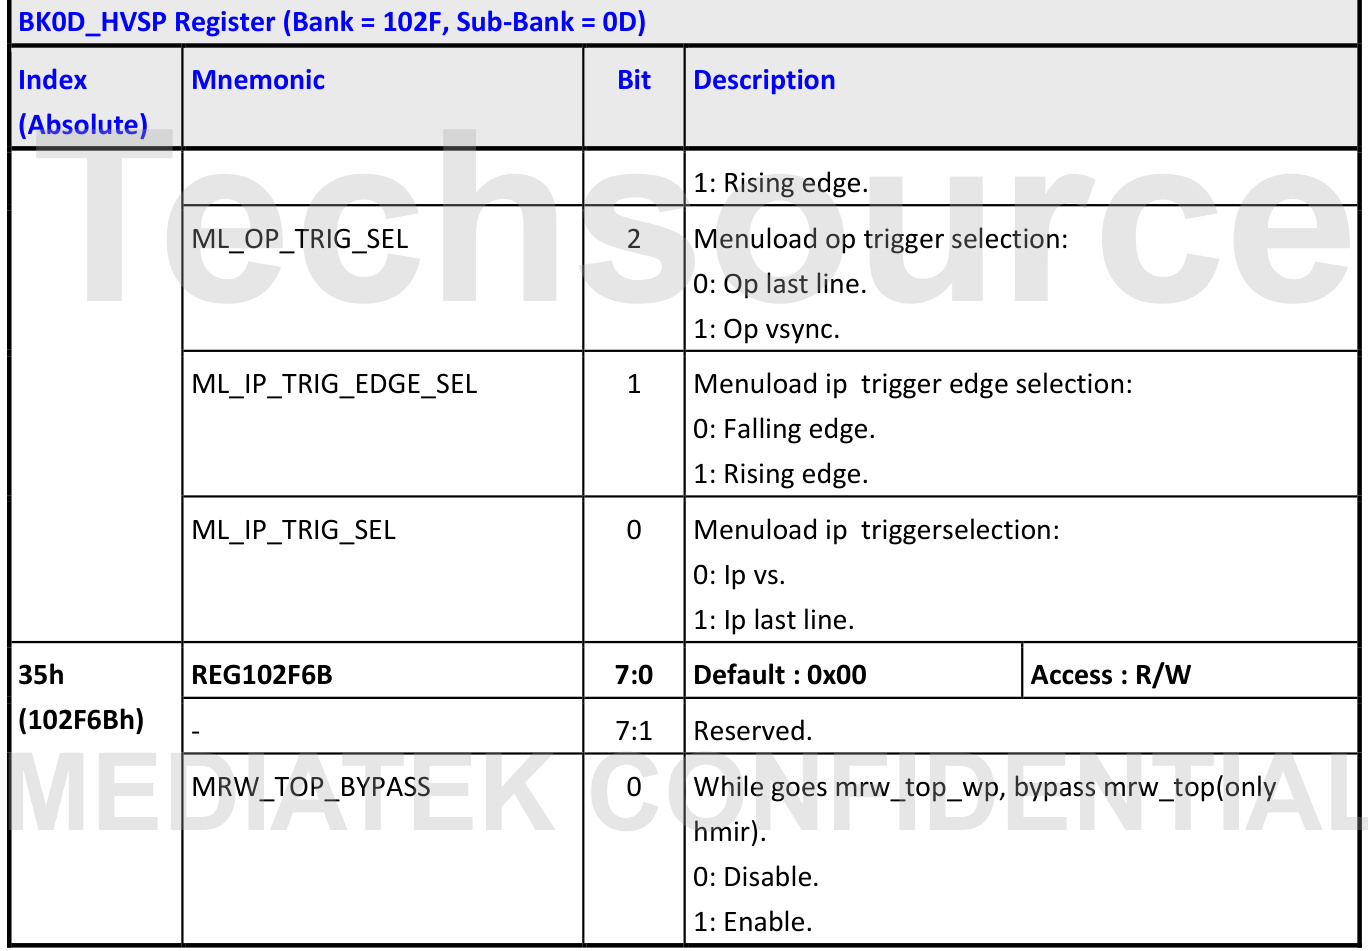 BK0D_HVSP Register (Bank = 102F, Sub-Bank = 0D)
Index (Absolute) Mnemonic Bit Description
1: Rising edge.
ML_OP_TRIG_SEL 2 Menuload op trigger selection:
0: Op last line.
1: Op vsync.
ML_IP_TRIG_EDGE_SEL 1 Menuload ip  trigger edge selection:
0: Falling edge.
1: Rising edge.
ML_IP_TRIG_SEL 0 Menuload ip  triggerselection:
0: Ip vs.
1: Ip last line.
35h REG102F6B 7:0 Default : 0x00 Access : R/W
(102F6Bh)
- 7:1 Reserved.
MRW_TOP_BYPASS 0 While goes mrw_top_wp, bypass mrw_top(only
hmir).
0: Disable.
1: Enable.
Techsource
MEDIATEK CONFIDENTIAL